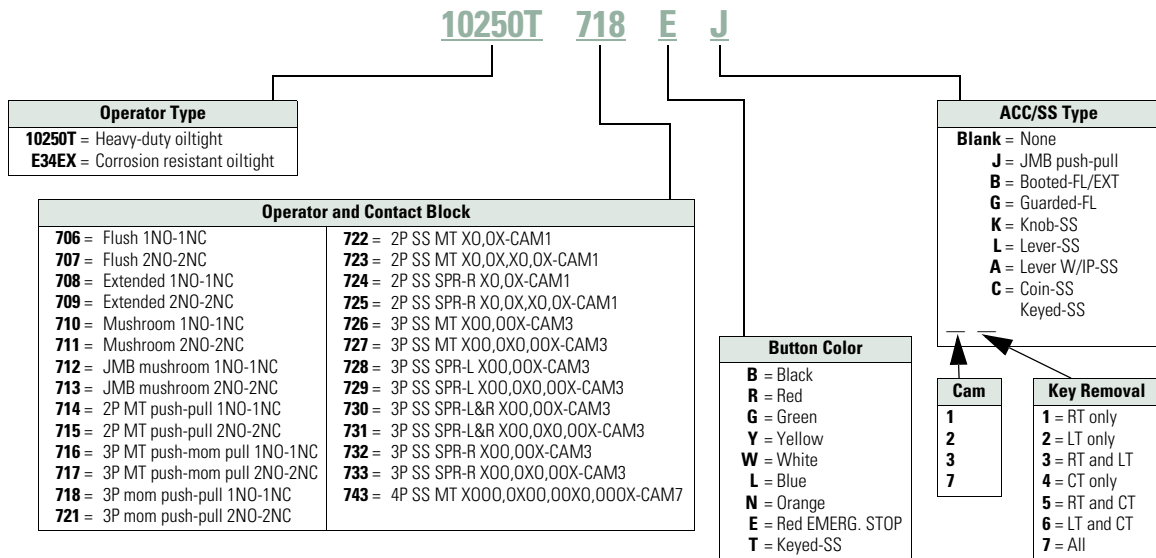 10250T 718 E J
Operator Type
10250T = Heavy-duty oiltight
E34EX = Corrosion resistant oiltight
Operator and Contact Block
706 = Flush 1NO-1NC
707 = Flush 2NO-2NC
708 = Extended 1NO-1NC
709 = Extended 2NO-2NC
710 = Mushroom 1NO-1NC
711 = Mushroom 2NO-2NC
712 = JMB mushroom 1NO-1NC
713 = JMB mushroom 2NO-2NC
714 = 2P MT push-pull 1NO-1NC
715 = 2P MT push-pull 2NO-2NC
716 = 3P MT push-mom pull 1NO-1NC
717 = 3P MT push-mom pull 2NO-2NC
718 = 3P mom push-pull 1NO-1NC
721 = 3P mom push-pull 2NO-2NC
722 = 2P SS MT XO,OX-CAM1
723 = 2P SS MT XO,OX,XO,OX-CAM1
724 = 2P SS SPR-R XO,OX-CAM1
725 = 2P SS SPR-R XO,OX,XO,OX-CAM1
726 = 3P SS MT XOO,OOX-CAM3
727 = 3P SS MT XOO,OXO,OOX-CAM3
728 = 3P SS SPR-L XOO,OOX-CAM3
729 = 3P SS SPR-L XOO,OXO,OOX-CAM3
730 = 3P SS SPR-L&R XOO,OOX-CAM3
731 = 3P SS SPR-L&R XOO,OXO,OOX-CAM3
732 = 3P SS SPR-R XOO,OOX-CAM3
733 = 3P SS SPR-R XOO,OXO,OOX-CAM3
743 = 4P SS MT XOOO,OXOO,OOXO,OOOX-CAM7
Button Color
B = Black
R = Red
G = Green
Y = Yellow
W = White
L = Blue
N = Orange
E = Red EMERG. STOP
T = Keyed-SS
ACC/SS Type
Blank = None
J = JMB push-pull
B = Booted-FL/EXT
G = Guarded-FL
K = Knob-SS
L = Lever-SS
A = Lever W/IP-SS
C = Coin-SS
Keyed-SS
Cam
1
2
3
7
Key Removal
1 = RT only
2 = LT only
3 = RT and LT
4 = CT only
5 = RT and CT
6 = LT and CT
7 = All